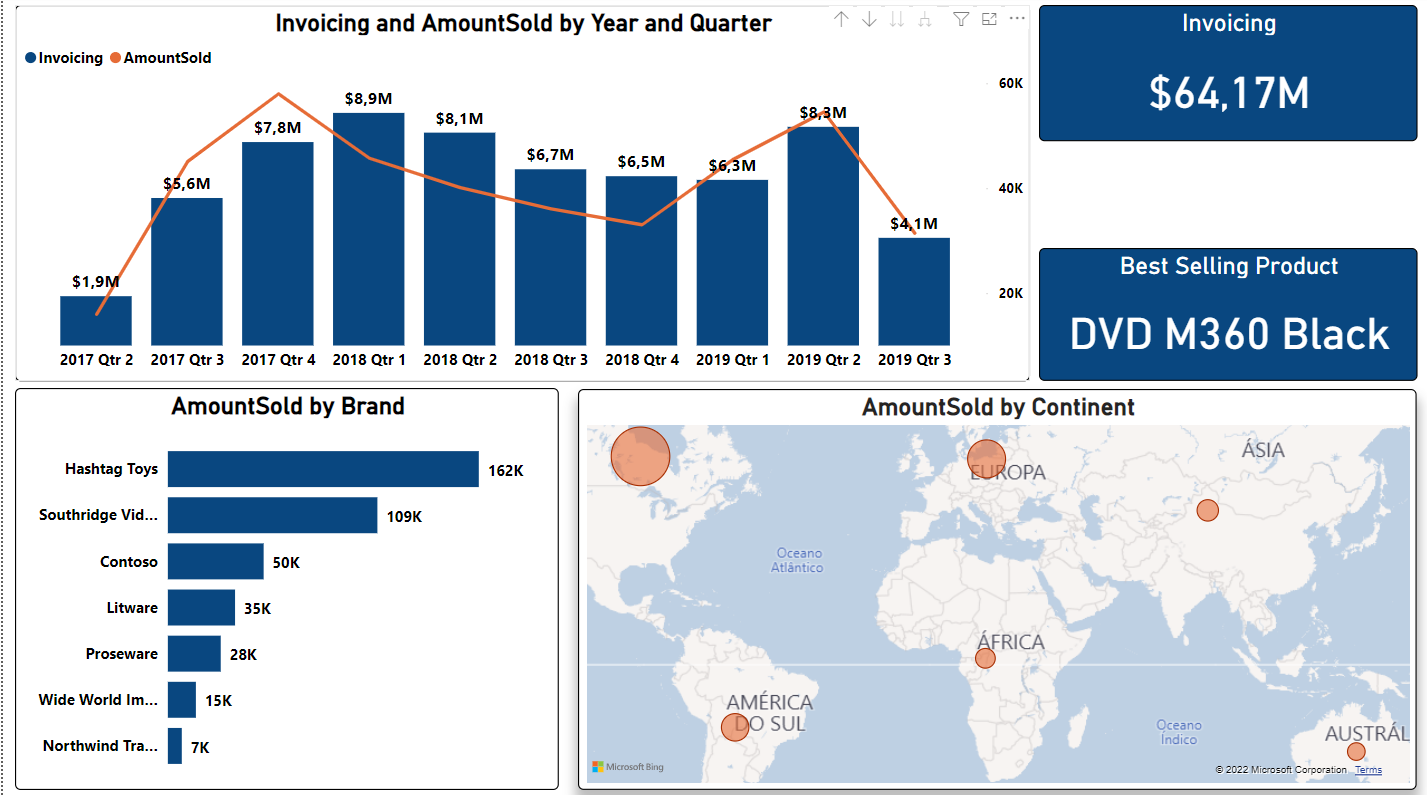 Invoicing and AmountSold by Year and Quarter
Invoicing AmountSold
60K
40K
20K
$1,9M
$5,6M
$7,8M
$8,9M
$8,1M
$6,7M
$6,5M
$6,3M
$8,3M
$4,1M
2017 Qtr 2 2017 Qtr 3 2017 Qtr 4 2018 Qtr 1 2018 Qtr 2 2018 Qtr 3 2018 Qtr 4 2019 Qtr 1 2019 Qtr 2 2019 Qtr 3
Invoicing
$64,17M
Best Selling Product
DVD M360 Black
AmountSold by Brand
Hashtag Toys 162K
Southridge Vid... 109K
Contoso 50K
Litware 35K
Proseware 28K
Wide World Im... 15K
Northwind Tra... 7K
AmountSold by Continent
ÁSIA
EUROPA
Oceano
Atlântico
ÁFRICA
AMÉRICA
DO SUL
Oceano
Índico
AUSTRÁL
Microsoft Bing
© 2022 Microsoft Corporation Terms